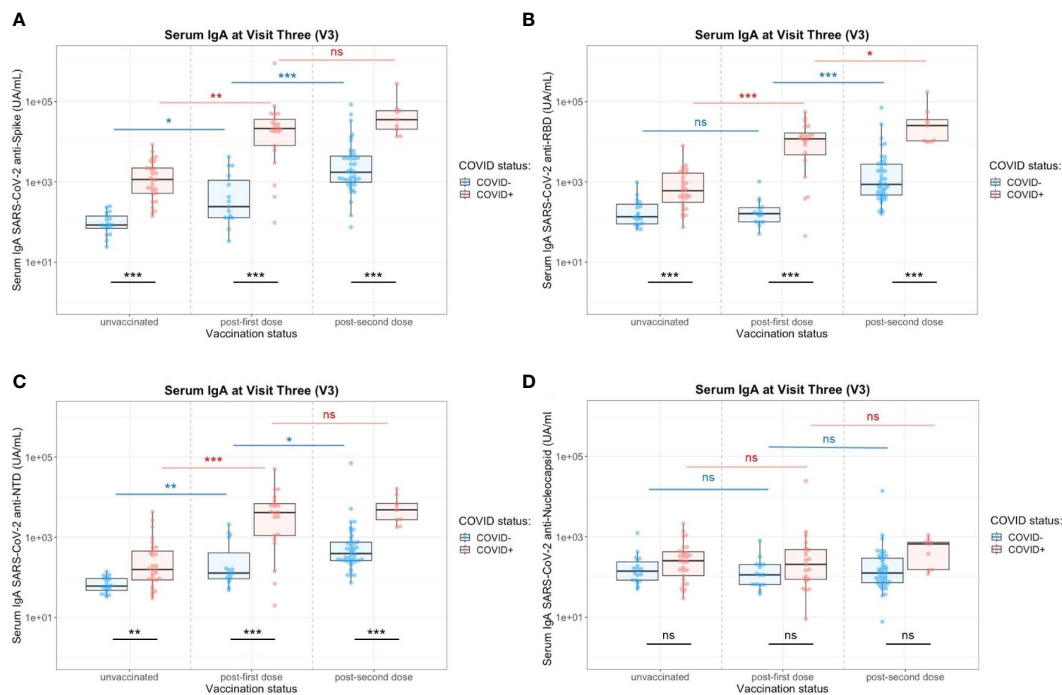 A
Serum IgA at Visit Three (V3)
Serum IgA SARS-CoV-2 anti-Spike (UA/mL)
1e+05
1e+03
1e+01
*
**
***
ns
***
***
***
unvaccinated
post-first dose
post-second dose
Vaccination status
COVID status:
COVID-
COVID+
B
Serum IgA at Visit Three (V3)
Serum IgA SARS-CoV-2 anti-RBD (UA/mL)
1e+05
1e+03
1e+01
ns
***
***
*
***
***
***
unvaccinated
post-first dose
post-second dose
Vaccination status
COVID status:
COVID-
COVID+
C
Serum IgA at Visit Three (V3)
Serum IgA SARS-CoV-2 anti-NTD (UA/mL)
1e+05
1e+03
1e+01
**
***
*
ns
**
***
***
unvaccinated
post-first dose
post-second dose
Vaccination status
COVID status:
COVID-
COVID+
D
Serum IgA at Visit Three (V3)
Serum IgA SARS-CoV-2 anti-Nucleocapsid (UA/ml
1e+05
1e+03
1e+01
ns
ns
ns
ns
ns
ns
ns
unvaccinated
post-first dose
post-second dose
Vaccination status
COVID status:
COVID-
COVID+